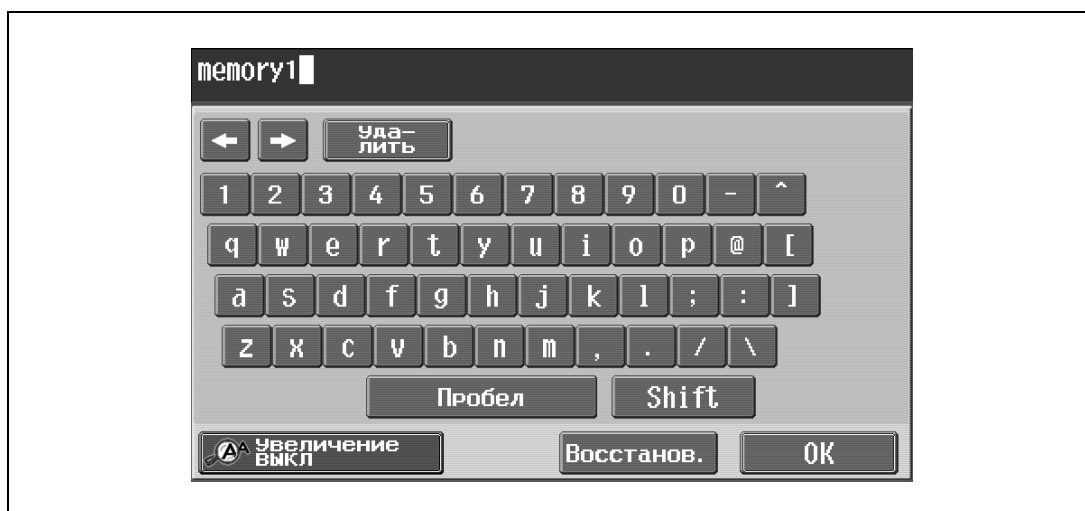 memory1
← → Уда-
лить
1 2 3 4 5 6 7 8 9 0 - ^
q w e r t y u i o p @ [
a s d f g h j k l ; : ]
z x c v b n m , . / \
Пробел Shift
Увеличение
ВЫКЛ
Восстанов. OK